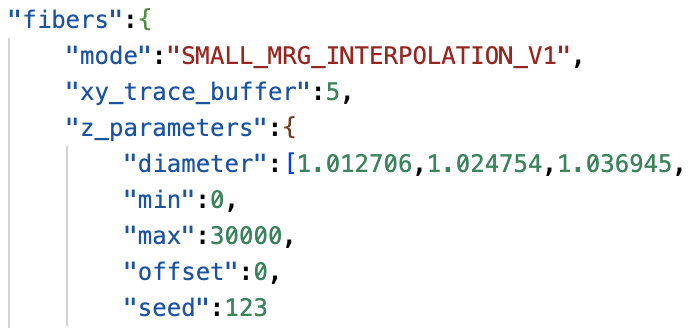 "fibers":{
"mode":"SMALL_MRG_INTERPOLATION_V1",
"xy_trace_buffer":5,
"z_parameters":{
"diameter":[1.012706,1.024754,1.036945,
"min":0,
"max":30000,
"offset":0,
"seed":123